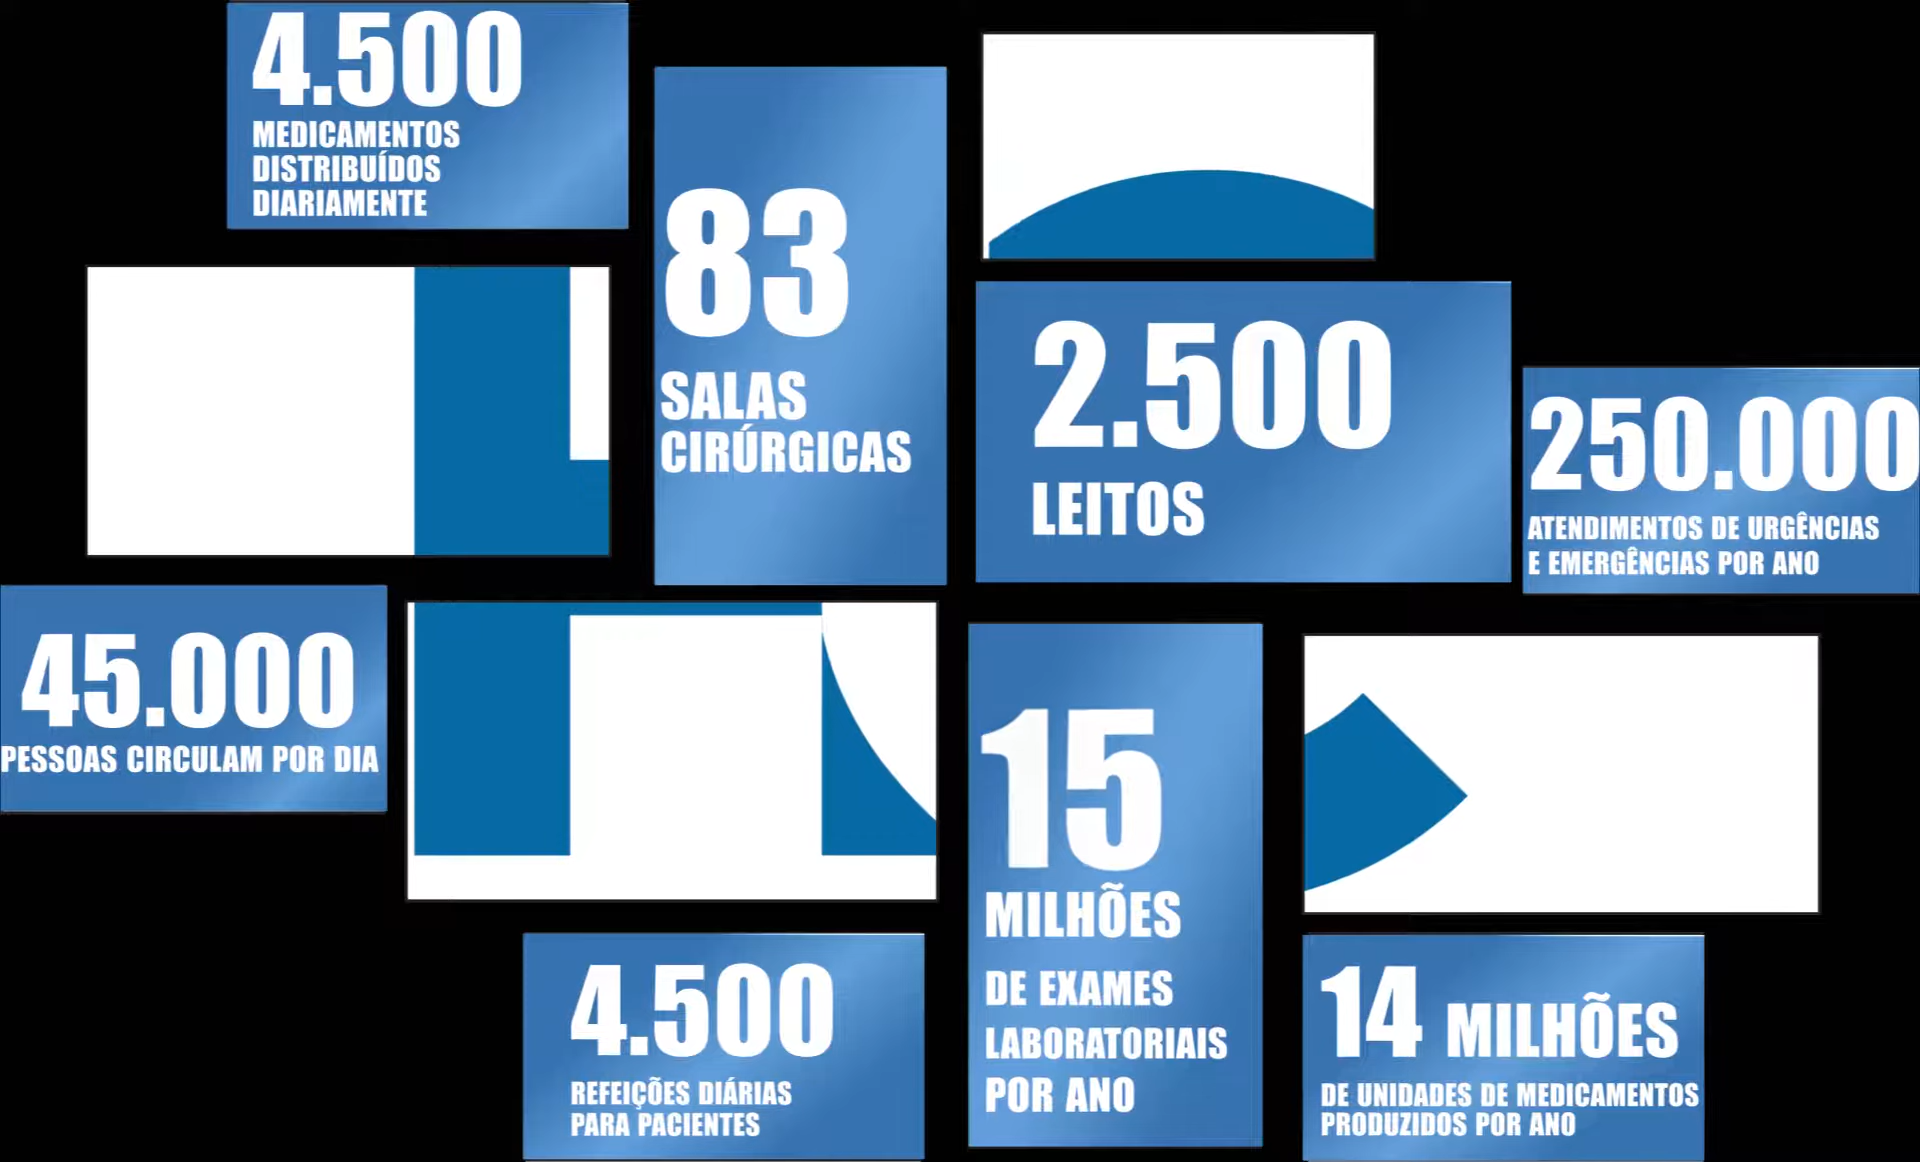 4.500
MEDICAMENTOS
DISTRIBUÍDOS
DIARIAMENTE
83
SALAS
CIRÚRGICAS
2.500
LEITOS
250.000
ATENDIMENTOS DE URGÊNCIAS
E EMERGÊNCIAS POR ANO
45.000
PESSOAS CIRCULAM POR DIA
15
MILHÕES
DE EXAMES
LABORATORIAIS
POR ANO
4.500
REFEIÇÕES DIÁRIAS
PARA PACIENTES
14 MILHÕES
DE UNIDADES DE MEDICAMENTOS
PRODUZIDOS POR ANO